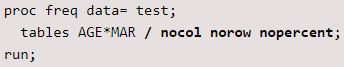 proc freq data= test;
  tables AGE*MAR / nocol norow nopercent;
run;